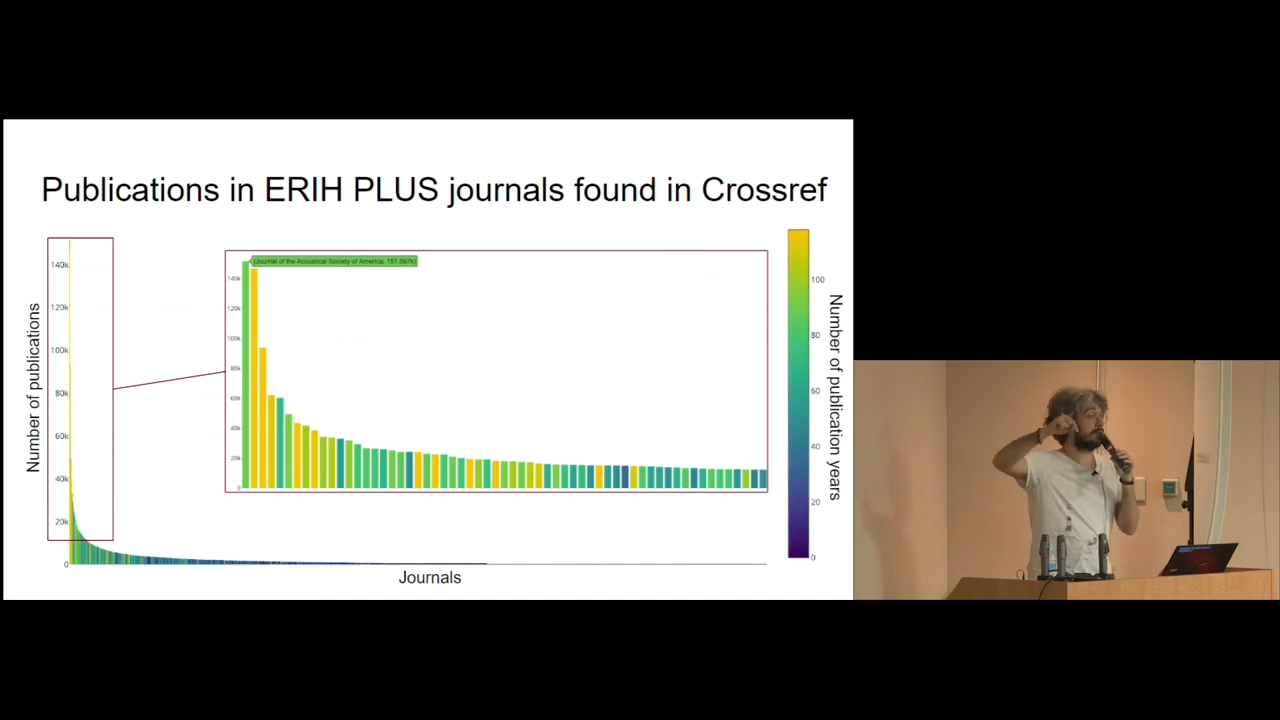 Publications in ERIH PLUS journals found in Crossref
Number of publications
140k
120k
100k
80k
60k
40k
20k
0
(Journal of the Acoustical Society of America, 151.597k)
140k
120k
100k
80k
60k
40k
20k
0
Journals
100
80
60
40
20
0
Number of publication years